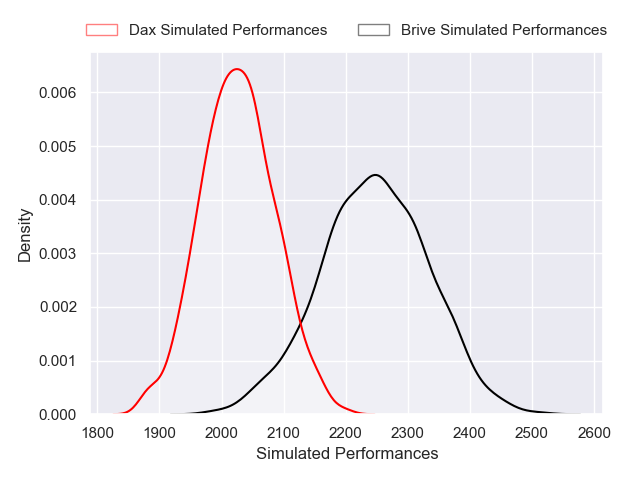 Dax Simulated Performances Brive Simulated Performances
0.006
0.005
0.004
0.003
0.002
0.001
0.000
Density
1800 1900 2000 2100 2200 2300 2400 2500 2600
Simulated Performances